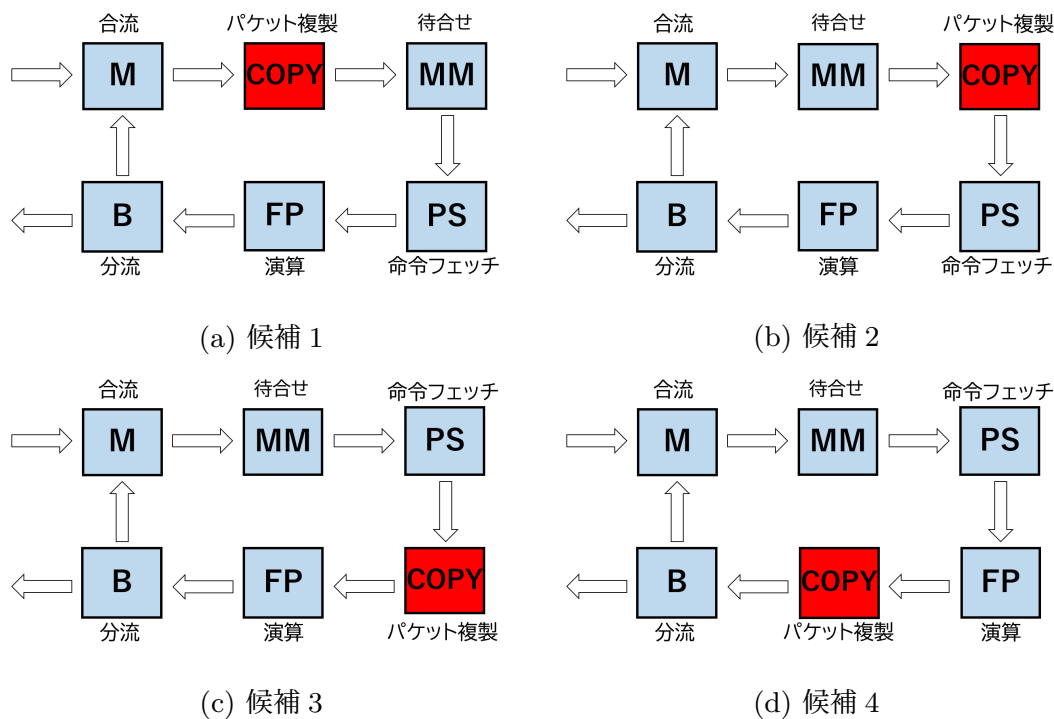 合流 パケット複製 待合せ
M COPY MM
B FP PS
分流 演算 命令フェッチ
(a) 候補 1
合流 待合せ パケット複製
M MM COPY
B FP PS
分流 演算 命令フェッチ
(b) 候補 2
合流 待合せ 命令フェッチ
M MM PS
B FP COPY
分流 演算 パケット複製
(c) 候補 3
合流 待合せ 命令フェッチ
M MM PS
B COPY FP
分流 パケット複製 演算
(d) 候補 4